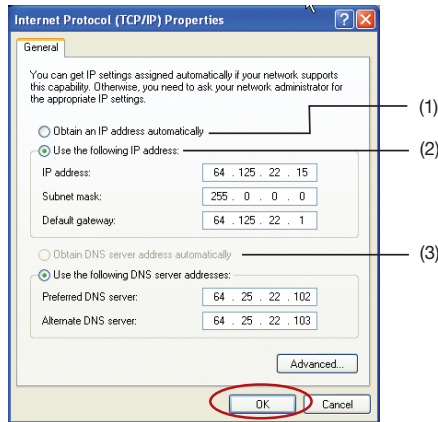 Internet Protocol (TCP/IP) Properties
General
You can get IP settings assigned automatically if your network supports
this capability. Otherwise, you need to ask your network administrator for
the appropriate IP settings.
Obtain an IP address automatically (1)
Use the following IP address: (2)
IP address: 64 . 125 . 22 . 15
Subnet mask: 255 . 0 . 0 . 0
Default gateway: 64 . 125 . 22 . 1
Obtain DNS server address automatically (3)
Use the following DNS server addresses:
Preferred DNS server: 64 . 25 . 22 . 102
Alternate DNS server: 64 . 25 . 22 . 103
Advanced...
OK Cancel